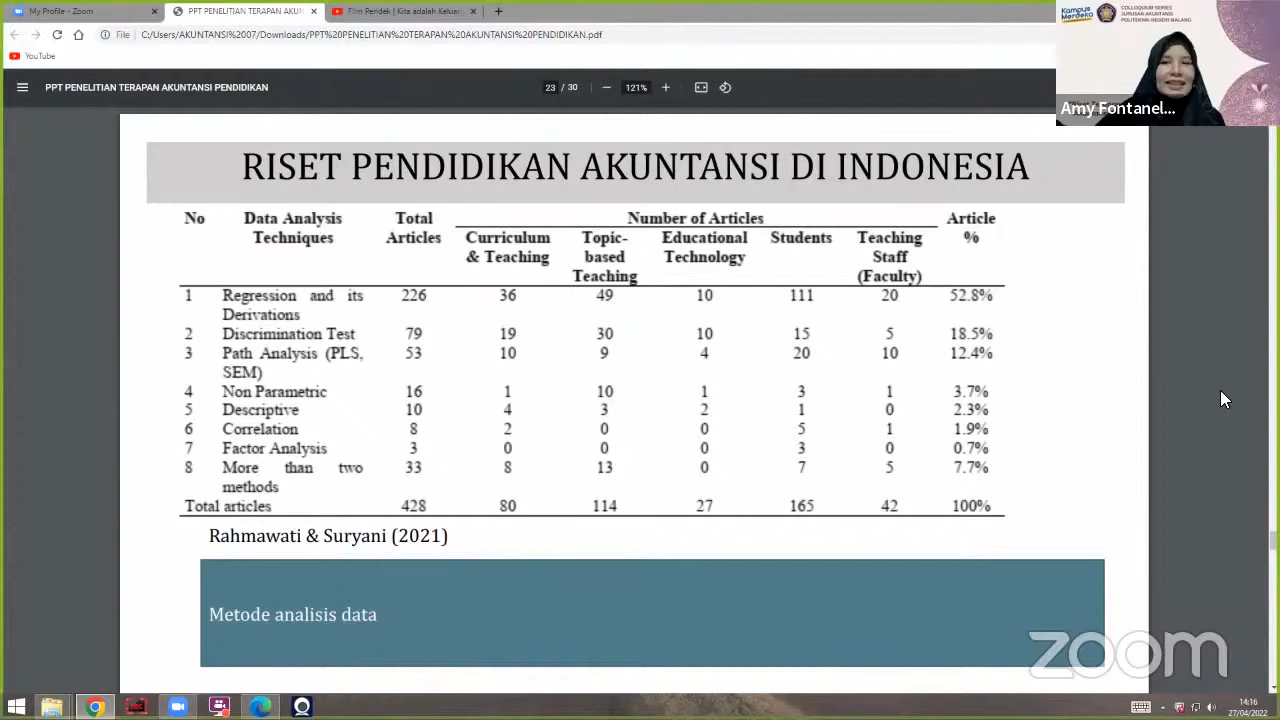 My Profile - Zoom
PPT PENELITIAN TERAPAN AKUN
Film Pendek | Kita adalah Keluar
File C:/Users/AKUNTANSI%2007/Downloads/PPT%20PENELITIAN%20TERAPAN%20AKUNTANSI%20PENDIDIKAN.pdf
YouTube
PPT PENELITIAN TERAPAN AKUNTANSI PENDIDIKAN
23 / 30
121%
Kampus Merdeka
COLLOQUIUM SERIES
JURUSAN AKUNTANSI
POLITEKNIK NEGERI MALANG
Amy Fontanel...
RISET PENDIDIKAN AKUNTANSI DI INDONESIA
No Data Analysis Total Number of Articles Article
Techniques Articles Curriculum Topic- Educational Students Teaching %
& Teaching based Technology Staff
Teaching (Faculty)
1 Regression and its 226 36 49 10 111 20 52.8%
Derivations
2 Discrimination Test 79 19 30 10 15 5 18.5%
3 Path Analysis (PLS, 53 10 9 4 20 10 12.4%
SEM)
4 Non Parametric 16 1 10 1 3 1 3.7%
5 Descriptive 10 4 3 2 1 0 2.3%
6 Correlation 8 2 0 0 5 1 1.9%
7 Factor Analysis 3 0 0 0 3 0 0.7%
8 More than two 33 8 13 0 7 5 7.7%
methods
Total articles 428 80 114 27 165 42 100%
Rahmawati & Suryani (2021)
Metode analisis data
zoom
14:16
27/04/2022